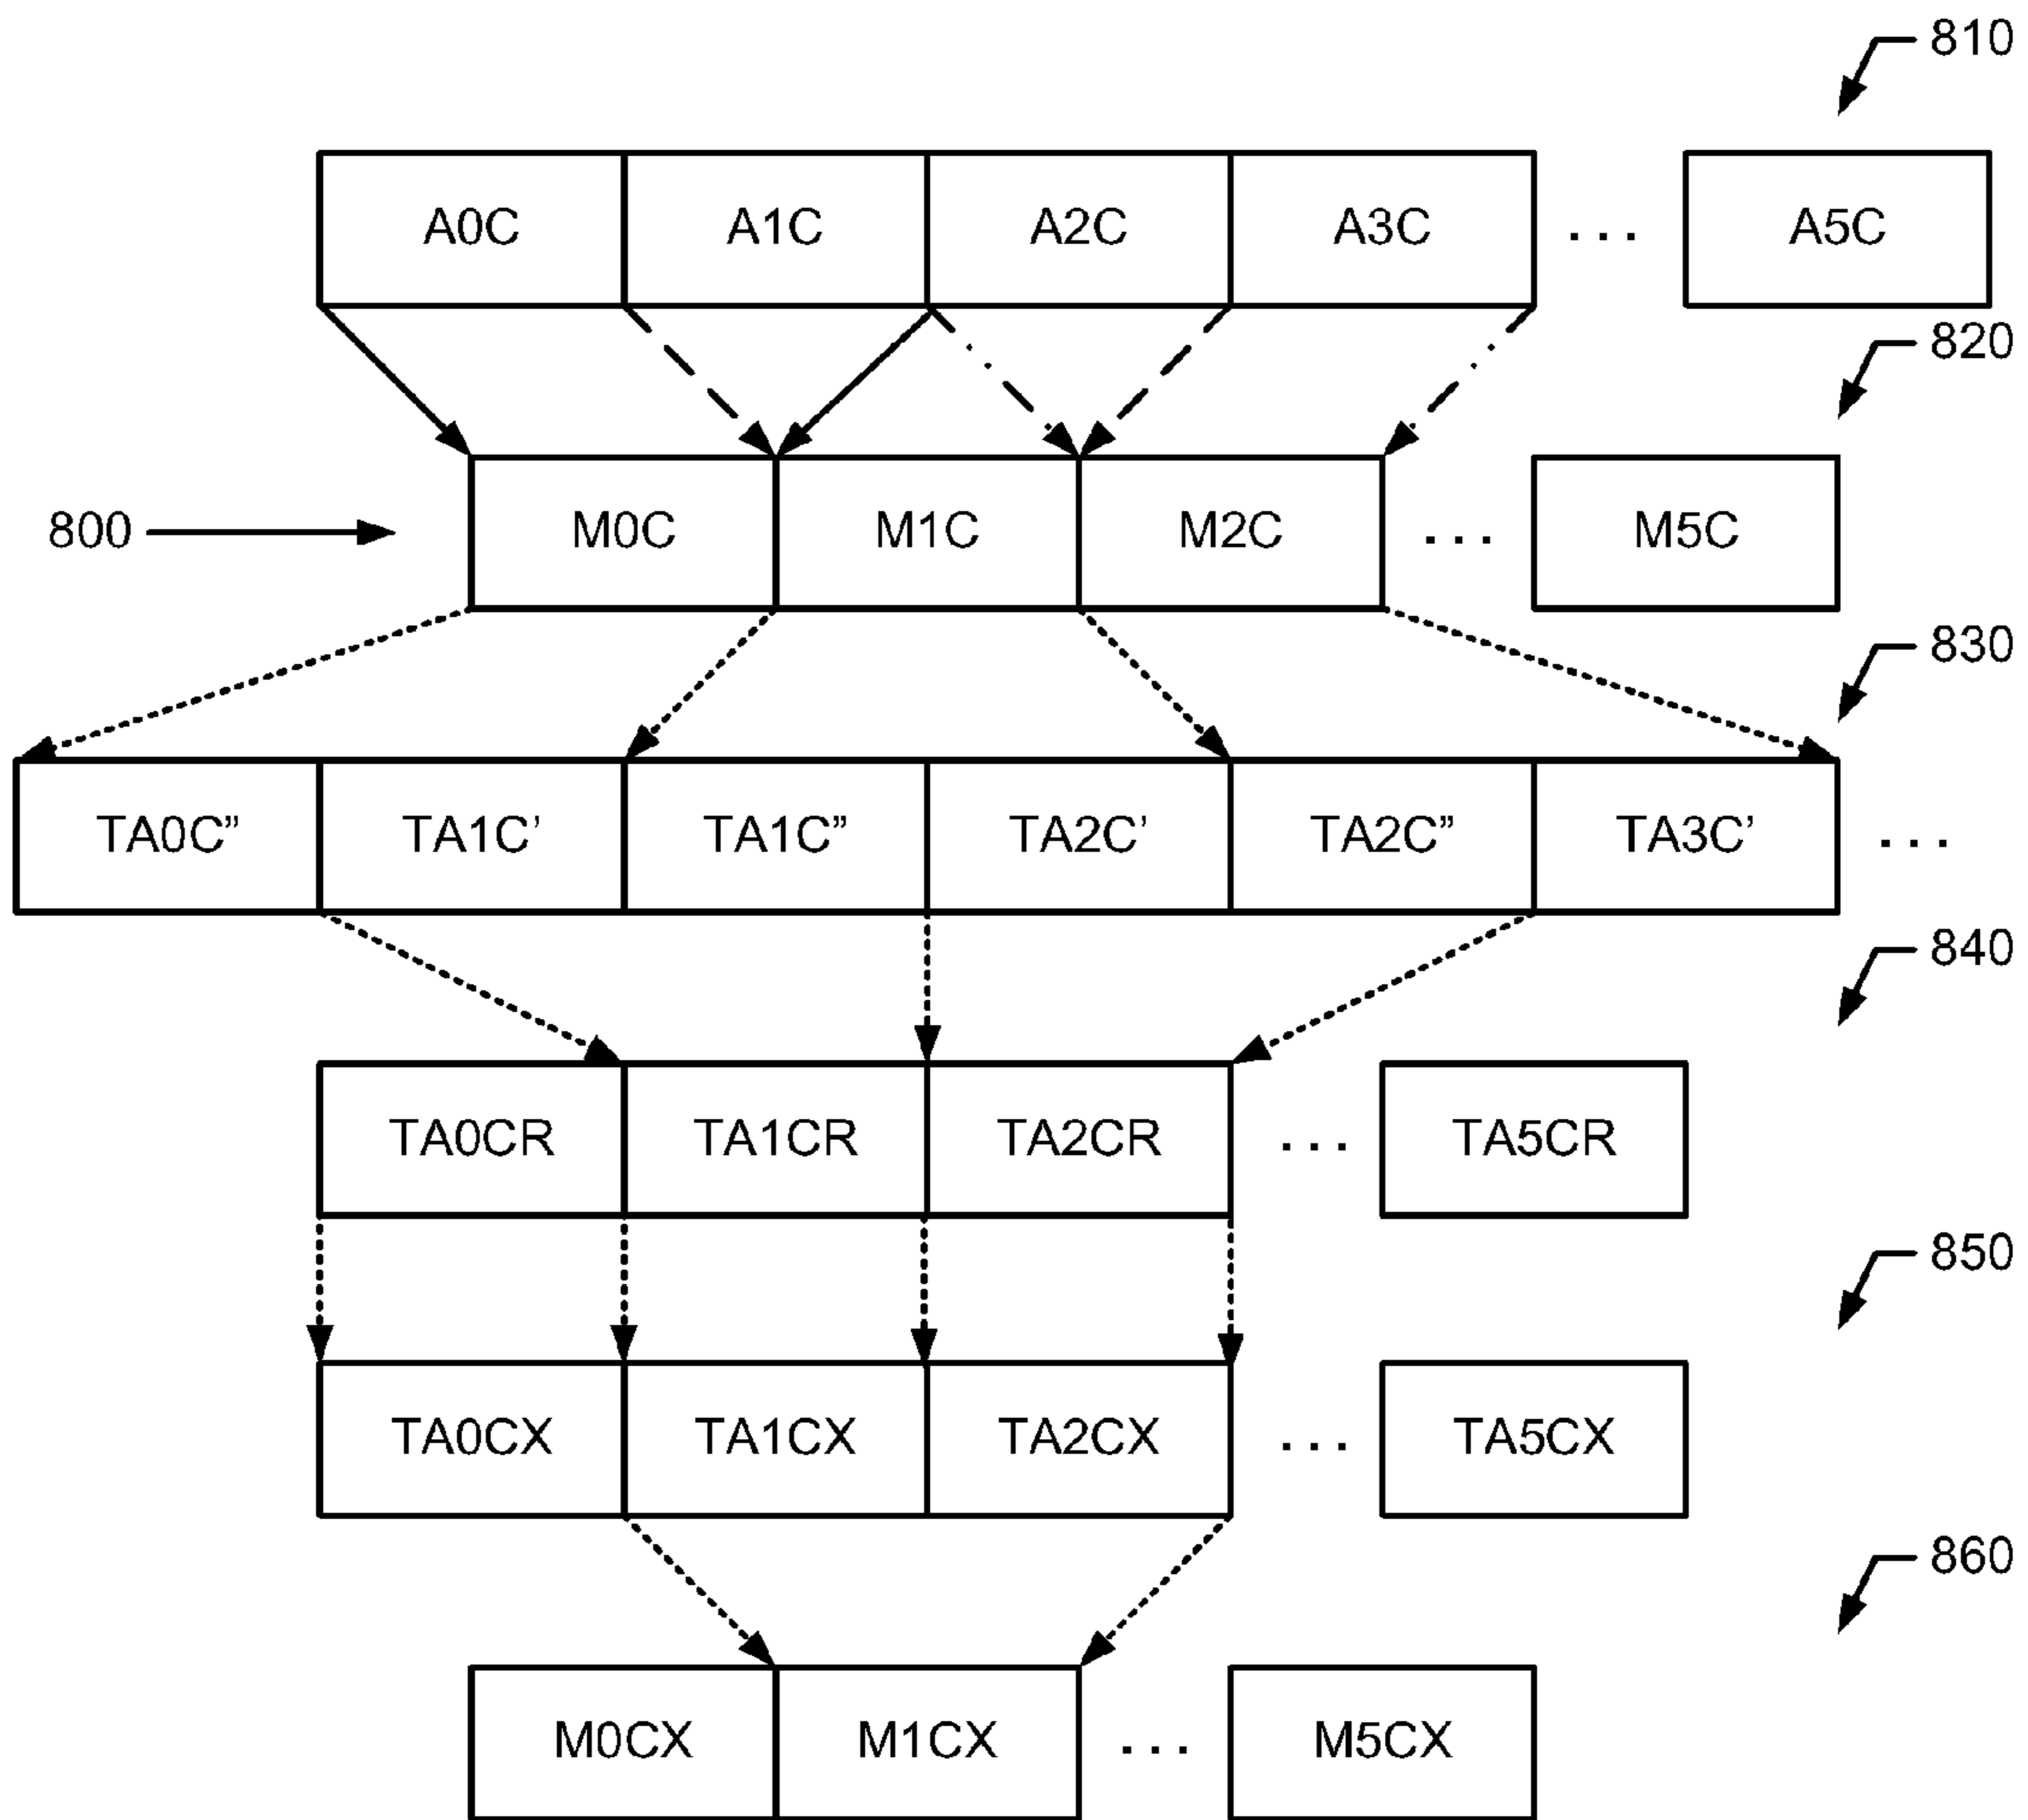 810
A0C A1C A2C A3C ... A5C
820
800 M0C M1C M2C ... M5C
830
TA0C” TA1C’ TA1C” TA2C’ TA2C” TA3C’ ...
840
TA0CR TA1CR TA2CR ... TA5CR
850
TA0CX TA1CX TA2CX ... TA5CX
860
M0CX M1CX ... M5CX